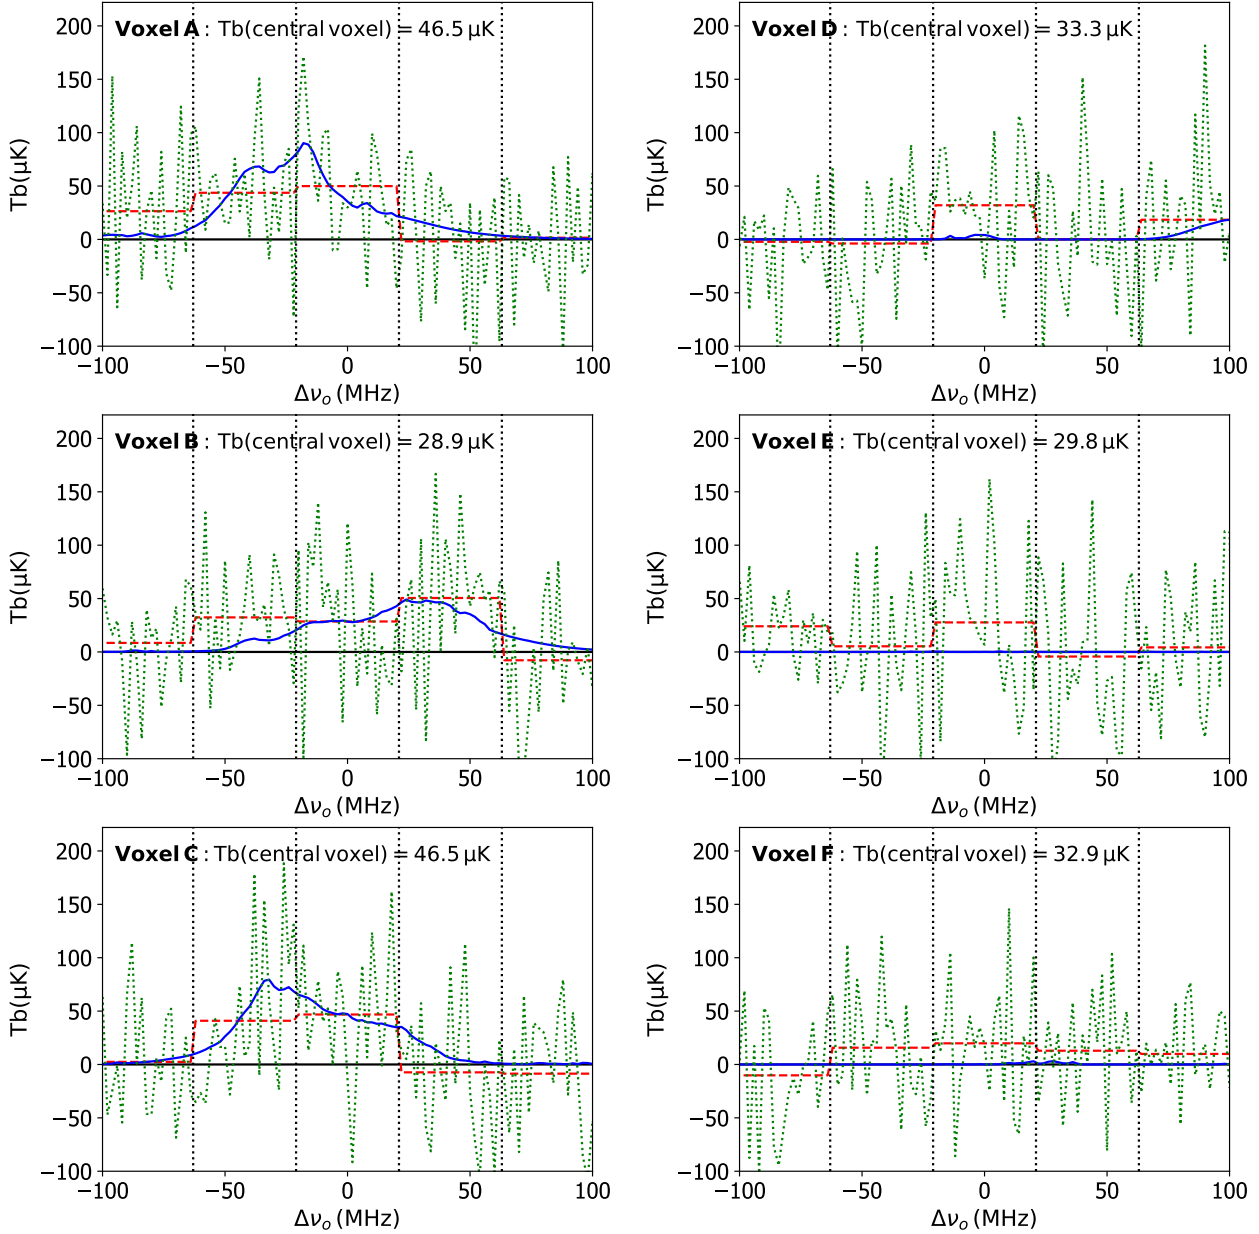 Voxel A : Tb(central voxel) = 46.5 μK
200
150
100
50
0
−50
−100
Tb(μK)
−100 −50 0 50 100
Δν_o (MHz)
Voxel D : Tb(central voxel) = 33.3 μK
200
150
100
50
0
−50
−100
Tb(μK)
−100 −50 0 50 100
Δν_o (MHz)
Voxel B : Tb(central voxel) = 28.9 μK
200
150
100
50
0
−50
−100
Tb(μK)
−100 −50 0 50 100
Δν_o (MHz)
Voxel E : Tb(central voxel) = 29.8 μK
200
150
100
50
0
−50
−100
Tb(μK)
−100 −50 0 50 100
Δν_o (MHz)
Voxel C : Tb(central voxel) = 46.5 μK
200
150
100
50
0
−50
−100
Tb(μK)
−100 −50 0 50 100
Δν_o (MHz)
Voxel F : Tb(central voxel) = 32.9 μK
200
150
100
50
0
−50
−100
Tb(μK)
−100 −50 0 50 100
Δν_o (MHz)